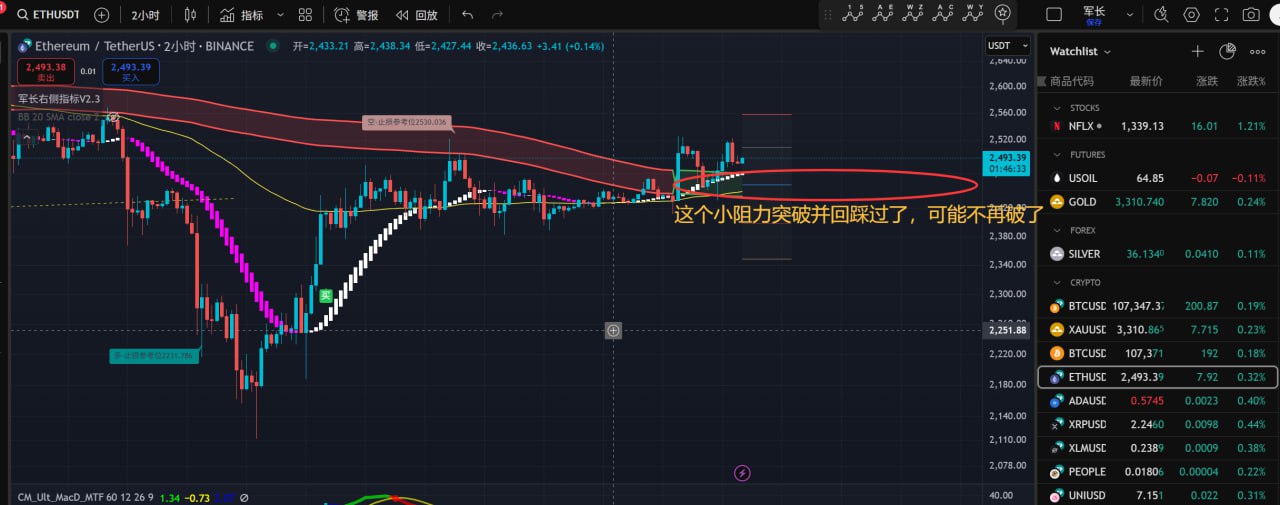 1
ETHUSDT
2小时
指标
警报
回放
1 5
A E
W Z
A C
W Y
军长
保存
Ethereum / TetherUS · 2小时 · BINANCE
开=2,433.21 高=2,438.34 低=2,427.44 收=2,436.63 +3.41 (+0.14%)
2,493.38
卖出
0.01
2,493.39
买入
军长右侧指标V2.3
BB 20 SMA close 2
空-止损参考位2530.036
买
多-止损参考位2231.786
这个小阻力突破并回踩过了，可能不再破了
USDT
2,640.00
2,600.00
2,560.00
2,520.00
2,493.39
01:46:33
2,420.00
2,380.00
2,340.00
2,300.00
2,251.88
2,220.00
2,180.00
2,140.00
2,110.00
2,078.00
40.00
CM_Ult_MacD_MTF 60 12 26 9 1.34 −0.73
Watchlist
商品代码 最新价 涨跌 涨跌%
STOCKS
NFLX 1,339.13 16.01 1.21%
FUTURES
USOIL 64.85 −0.07 −0.11%
GOLD 3,310.740 7.820 0.24%
FOREX
SILVER 36.1340 0.0410 0.11%
CRYPTO
BTCUSD 107,347.37 200.87 0.19%
XAUUSD 3,310.865 7.715 0.23%
BTCUSD 107,371 192 0.18%
ETHUSD 2,493.39 7.92 0.32%
ADAUSD 0.5745 0.0023 0.40%
XRPUSD 2.2460 0.0098 0.44%
XLMUSD 0.2389 0.0009 0.38%
PEOPLE 0.01806 0.00004 0.22%
UNIUSD 7.151 0.022 0.31%